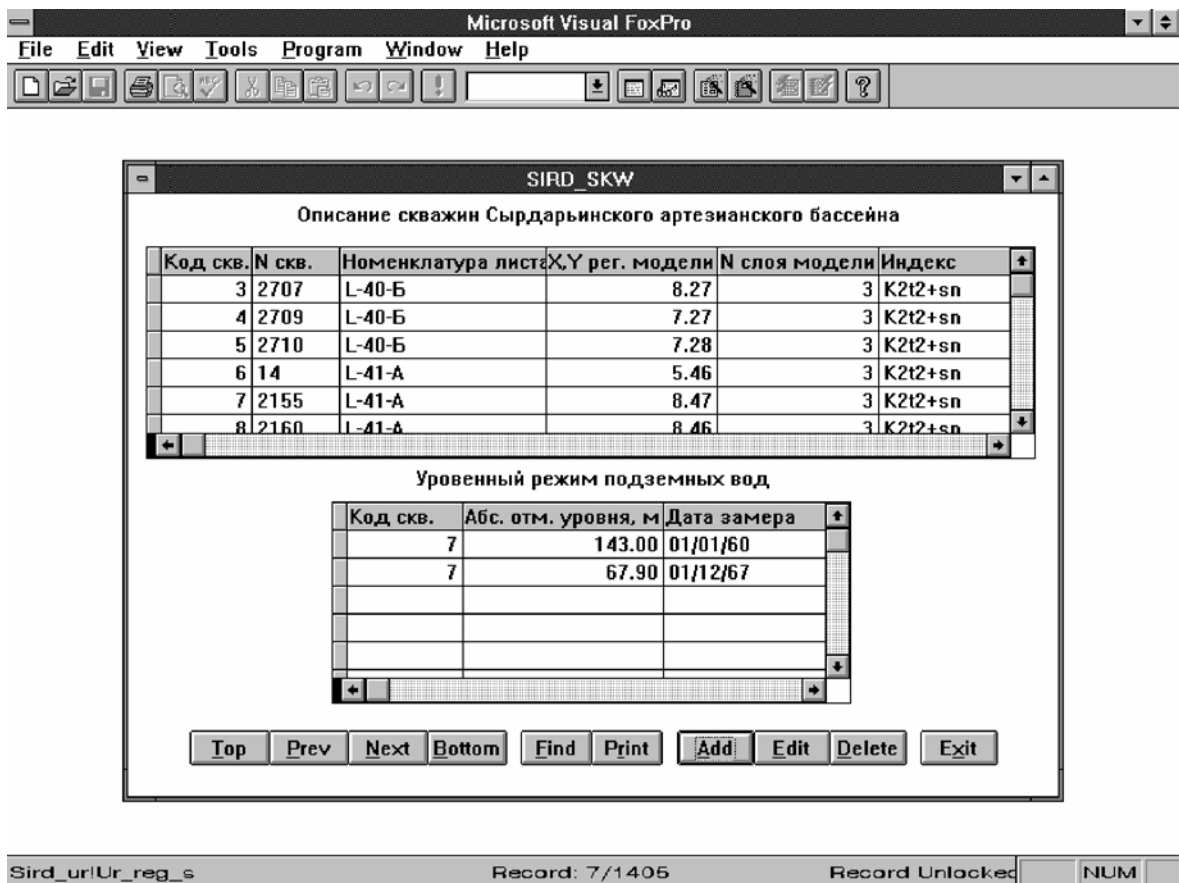 Microsoft Visual FoxPro
File Edit View Tools Program Window Help
SIRD_SKW
Описание скважин Сырдарьинского артезианского бассейна
Код скв. N скв. Номенклатура листа X,Y рег. модели N слоя модели Индекс
3 2707 L-40-Б 8.27 3 K2t2+sn
4 2709 L-40-Б 7.27 3 K2t2+sn
5 2710 L-40-Б 7.28 3 K2t2+sn
6 14 L-41-А 5.46 3 K2t2+sn
7 2155 L-41-А 8.47 3 K2t2+sn
8 2160 L-41-А 8.46 3 K2t2+sn
Уровенный режим подземных вод
Код скв. Абс. отм. уровня, м Дата замера
7 143.00 01/01/60
7 67.90 01/12/67
Top Prev Next Bottom Find Print Add Edit Delete Exit
Sird_ur!Ur_reg_s Record: 7/1405 Record Unlocked NUM